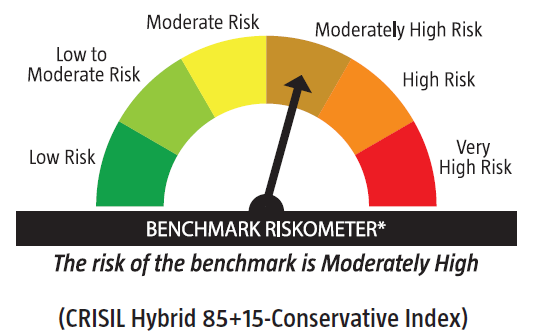 Moderate Risk
Moderately High Risk
Low to
Moderate Risk
High Risk
Low Risk
Very
High Risk
BENCHMARK RISKOMETER*
The risk of the benchmark is Moderately High
(CRISIL Hybrid 85+15-Conservative Index)